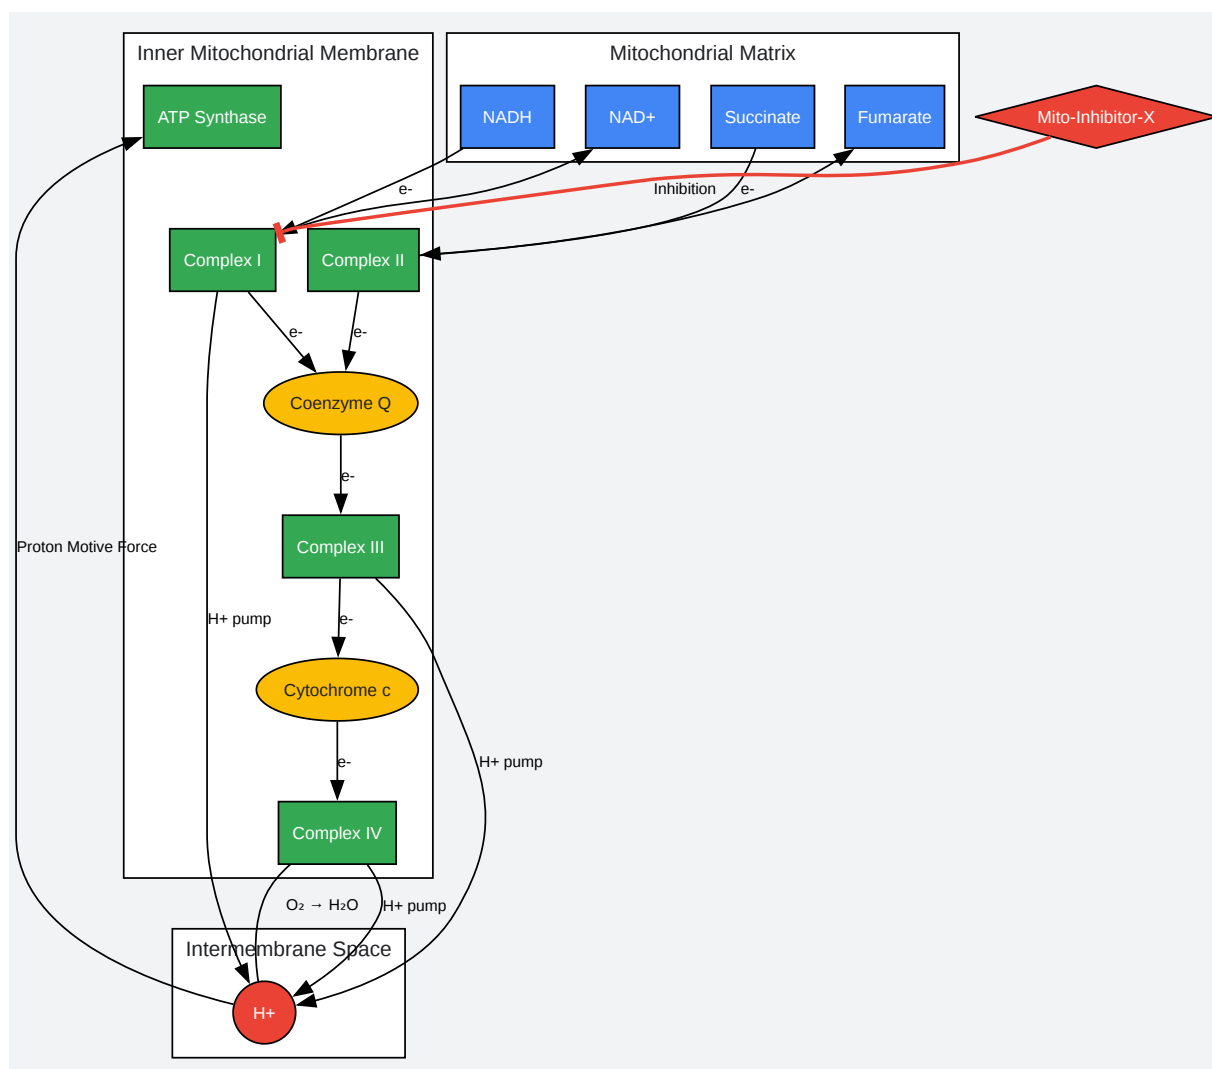 Inner Mitochondrial Membrane
Mitochondrial Matrix
ATP Synthase
NADH
NAD+
Succinate
Fumarate
Mito-Inhibitor-X
e-
Inhibition
e-
Complex I
Complex II
e-
e-
Coenzyme Q
e-
Complex III
Proton Motive Force
H+ pump
e-
Cytochrome c
e-
H+ pump
Complex IV
O₂ → H₂O
H+ pump
Intermembrane Space
H+